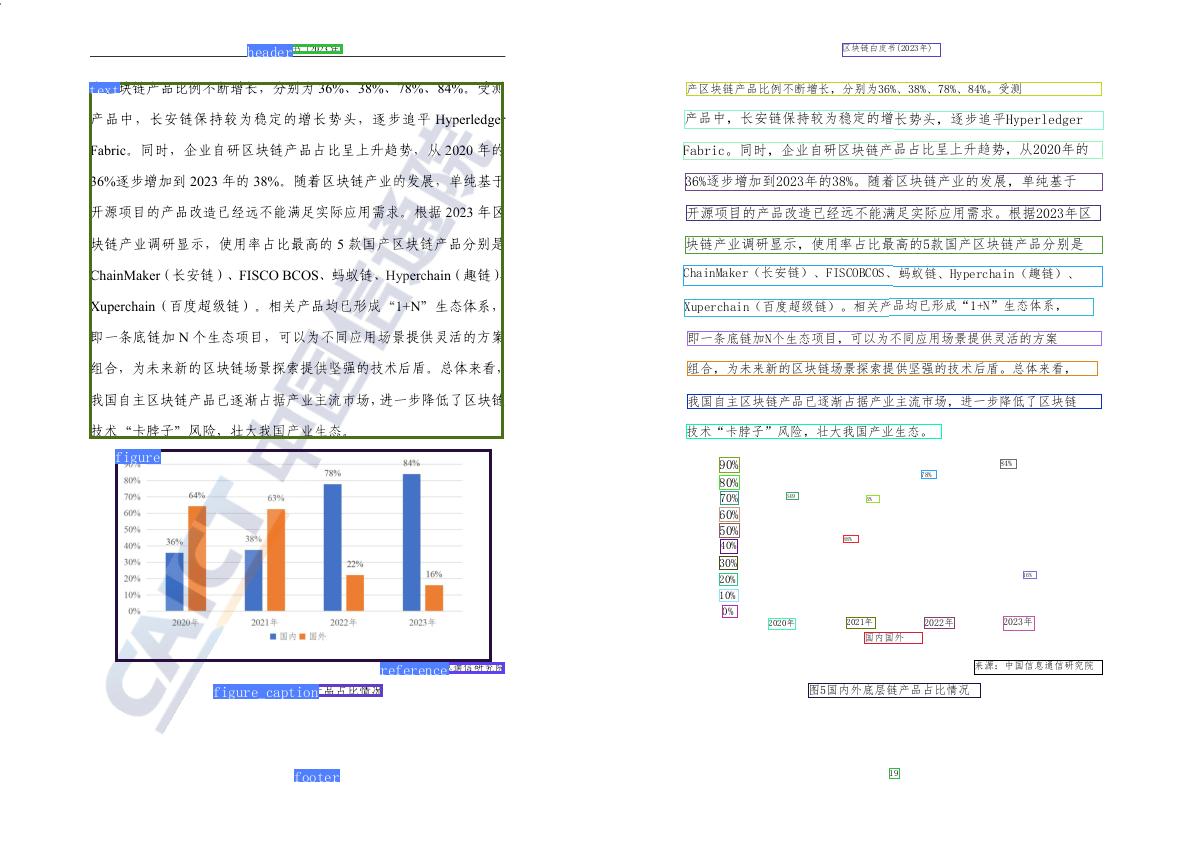 header
text块链产品比例不断增长，分别为 36%、38%、78%、84%。受测
产品中，长安链保持较为稳定的增长势头，逐步追平 Hyperledger
Fabric。同时，企业自研区块链产品占比呈上升趋势，从 2020 年的
36%逐步增加到 2023 年的 38%。随着区块链产业的发展，单纯基于
开源项目的产品改造已经远不能满足实际应用需求。根据 2023 年区
块链产业调研显示，使用率占比最高的 5 款国产区块链产品分别是
ChainMaker（长安链）、FISCO BCOS、蚂蚁链、Hyperchain（趣链）、
Xuperchain（百度超级链）。相关产品均已形成“1+N”生态体系，
即一条底链加 N 个生态项目，可以为不同应用场景提供灵活的方案
组合，为未来新的区块链场景探索提供坚强的技术后盾。总体来看，
我国自主区块链产品已逐渐占据产业主流市场，进一步降低了区块链
技术“卡脖子”风险，壮大我国产业生态。
figure
90%
80%
70%
60%
50%
40%
30%
20%
10%
0%
36%
64%
38%
63%
78%
22%
84%
16%
2020年
2021年
2022年
2023年
国内 国外
reference
figure_caption 产品占比情况
footer
CAICT 中国信通院
区块链白皮书(2023年)
产区块链产品比例不断增长，分别为36%、38%、78%、84%。受测
产品中，长安链保持较为稳定的增长势头，逐步追平Hyperledger
Fabric。同时，企业自研区块链产品占比呈上升趋势，从2020年的
36%逐步增加到2023年的38%。随着区块链产业的发展，单纯基于
开源项目的产品改造已经远不能满足实际应用需求。根据2023年区
块链产业调研显示，使用率占比最高的5款国产区块链产品分别是
ChainMaker（长安链）、FISCOBCOS、蚂蚁链、Hyperchain（趣链）、
Xuperchain（百度超级链）。相关产品均已形成“1+N”生态体系，
即一条底链加N个生态项目，可以为不同应用场景提供灵活的方案
组合，为未来新的区块链场景探索提供坚强的技术后盾。总体来看，
我国自主区块链产品已逐渐占据产业主流市场，进一步降低了区块链
技术“卡脖子”风险，壮大我国产业生态。
90%
80%
70%
60%
50%
40%
30%
20%
10%
0%
84%
78%
16%
2020年
2021年
2022年
2023年
国内国外
来源：中国信息通信研究院
图5国内外底层链产品占比情况
19